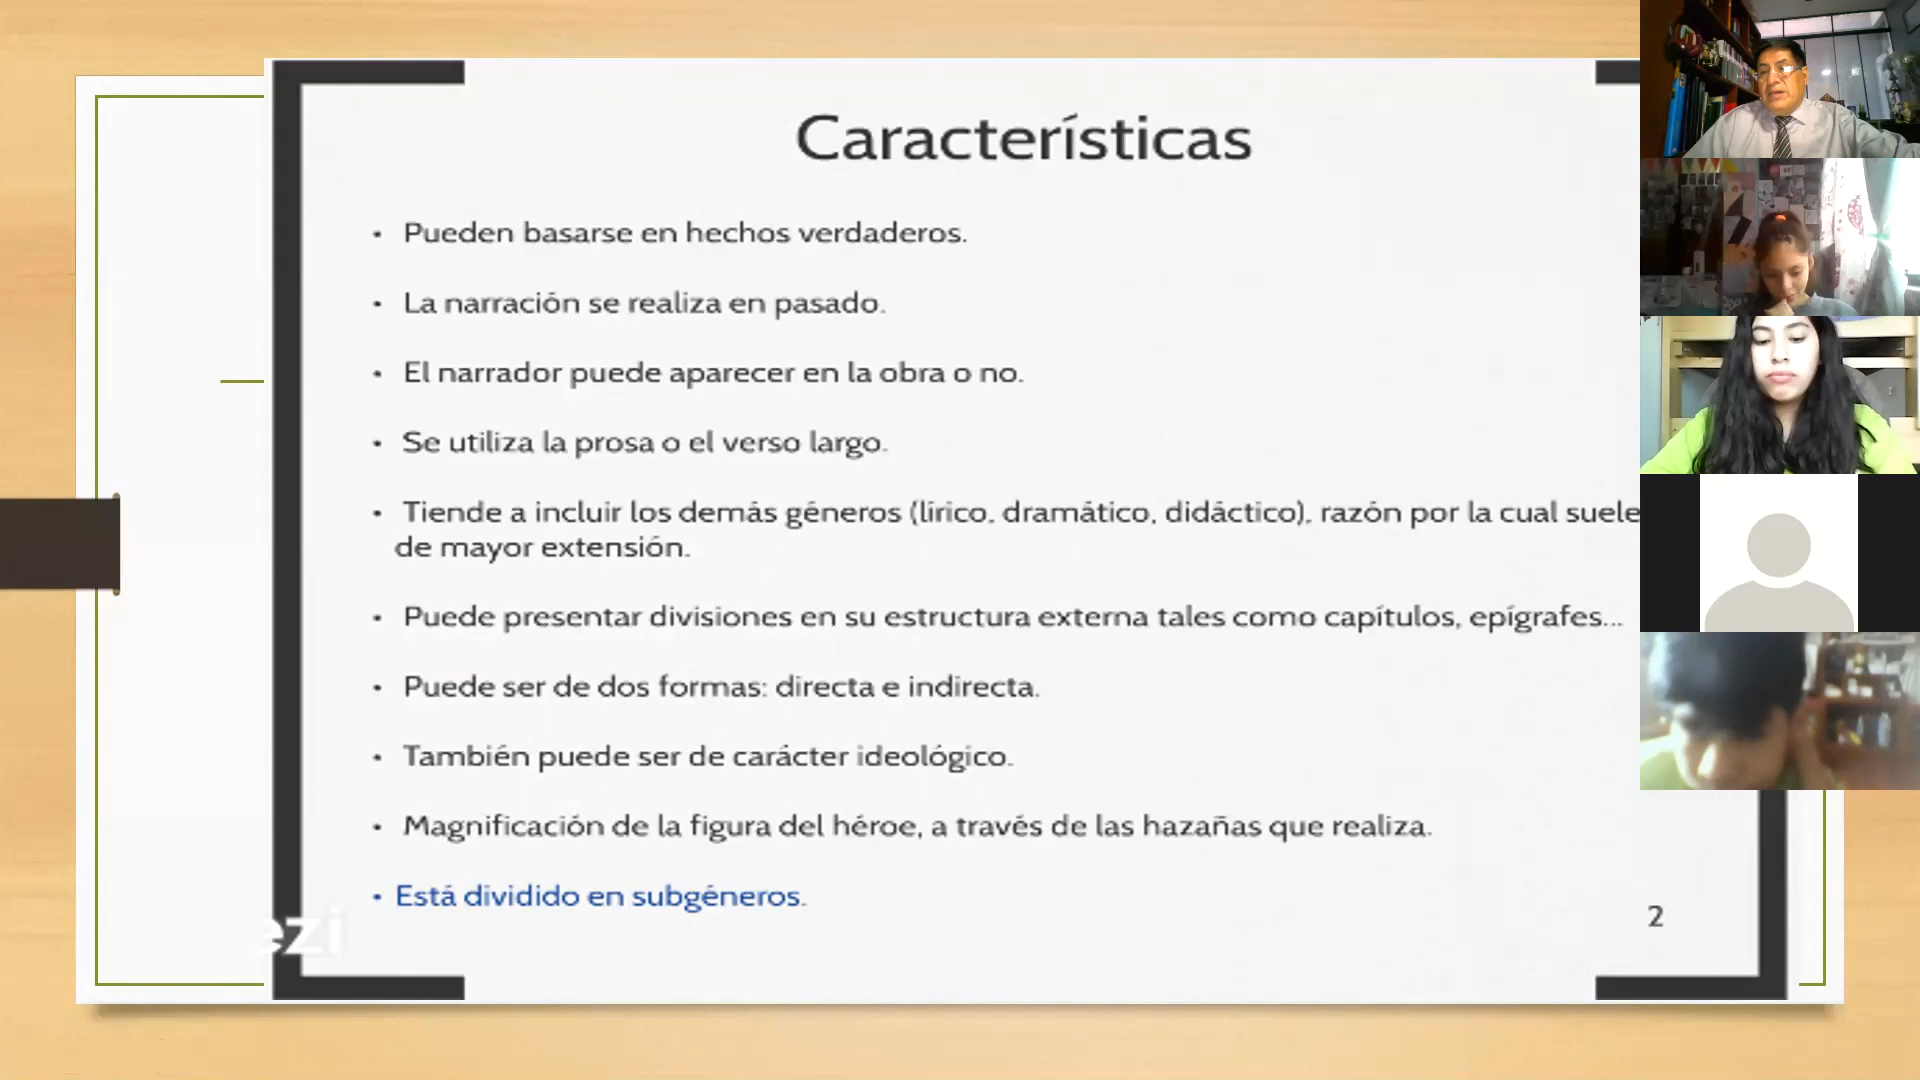 Características
• Pueden basarse en hechos verdaderos.
• La narración se realiza en pasado.
• El narrador puede aparecer en la obra o no.
• Se utiliza la prosa o el verso largo.
• Tiende a incluir los demás géneros (lírico, dramático, didáctico), razón por la cual suele
de mayor extensión.
• Puede presentar divisiones en su estructura externa tales como capítulos, epígrafes...
• Puede ser de dos formas: directa e indirecta.
• También puede ser de carácter ideológico.
• Magnificación de la figura del héroe, a través de las hazañas que realiza.
• Está dividido en subgéneros.
ezi
2